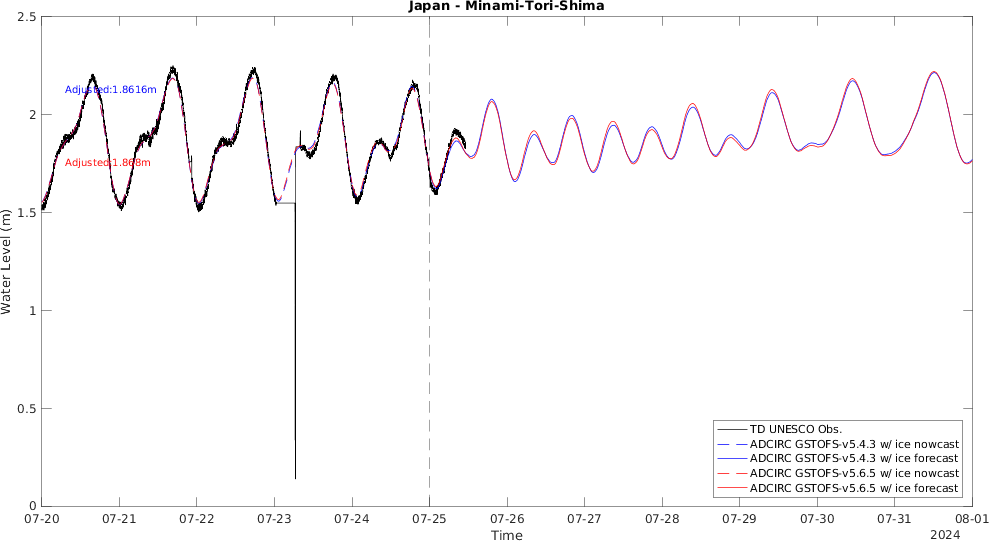 Japan - Minami-Tori-Shima
2.5
2
1.5
1
0.5
0
Water Level (m)
Adjusted:1.8616m
Adjusted:1.868m
TD UNESCO Obs.
ADCIRC GSTOFS-v5.4.3 w/ ice nowcast
ADCIRC GSTOFS-v5.4.3 w/ ice forecast
ADCIRC GSTOFS-v5.6.5 w/ ice nowcast
ADCIRC GSTOFS-v5.6.5 w/ ice forecast
07-20 07-21 07-22 07-23 07-24 07-25 07-26 07-27 07-28 07-29 07-30 07-31 08-01
Time
2024